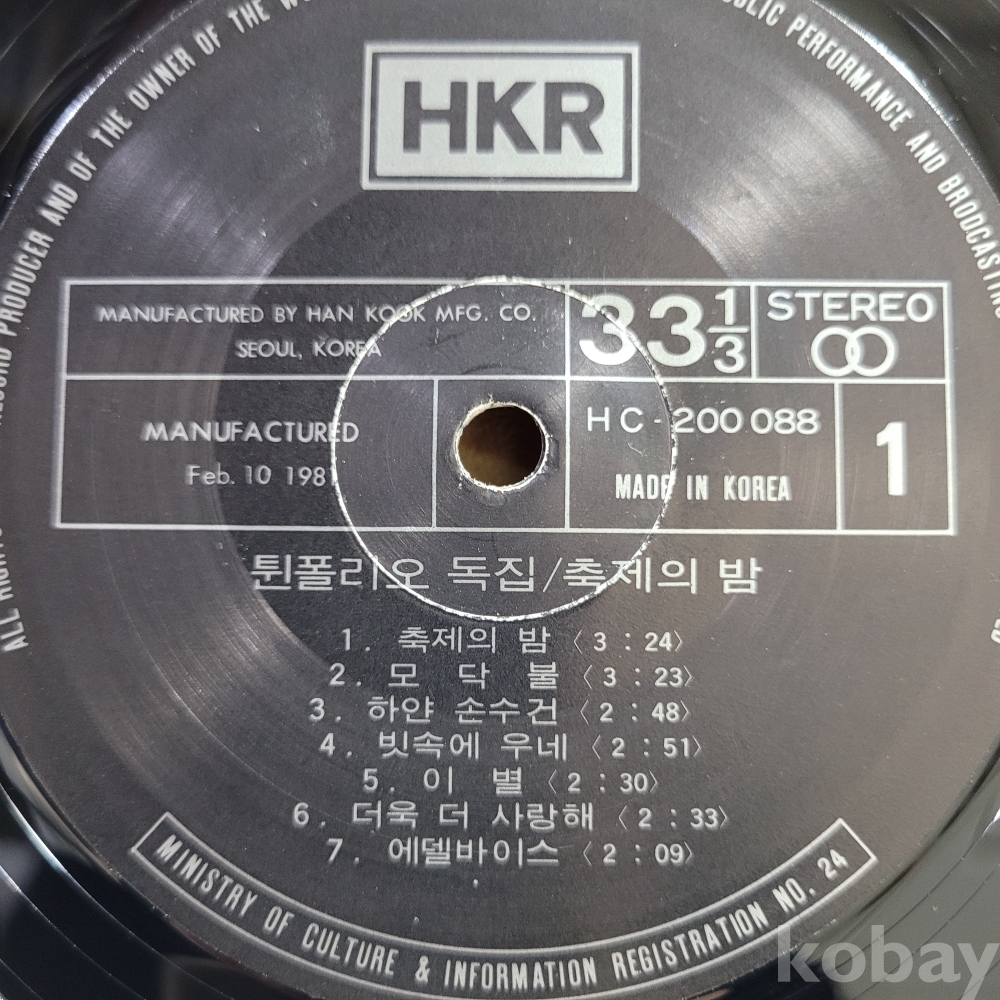 HKR
RECORD PRODUCER AND OF THE OWNER OF THE
PUBLIC PERFORMANCE AND BRODCASTING
ALL RIGHTS
MANUFACTURED BY HAN KOOK MFG. CO.
SEOUL, KOREA
33 1/3
STEREO
MANUFACTURED
Feb. 10 1981
HC-200 088
MADE IN KOREA
1
튄폴리오 독집/축제의 밤
1. 축제의 밤 〈3 : 24〉
2. 모 닥 불 〈3 : 23〉
3. 하얀 손수건 〈2 : 48〉
4. 빗속에 우네 〈2 : 51〉
5. 이 별 〈2 : 30〉
6. 더욱 더 사랑해 〈2 : 33〉
7. 에델바이스 〈2 : 09〉
MINISTRY OF CULTURE & INFORMATION REGISTRATION NO. 24
kobay